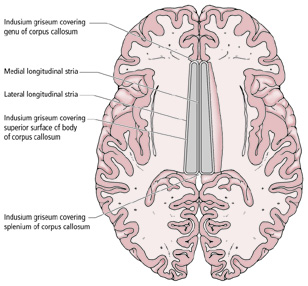 Indusium griseum covering
genu of corpus callosum
Medial longitudinal stria
Lateral longitudinal stria
Indusium griseum covering
superior surface of body
of corpus callosum
Indusium griseum covering
splenium of corpus callosum